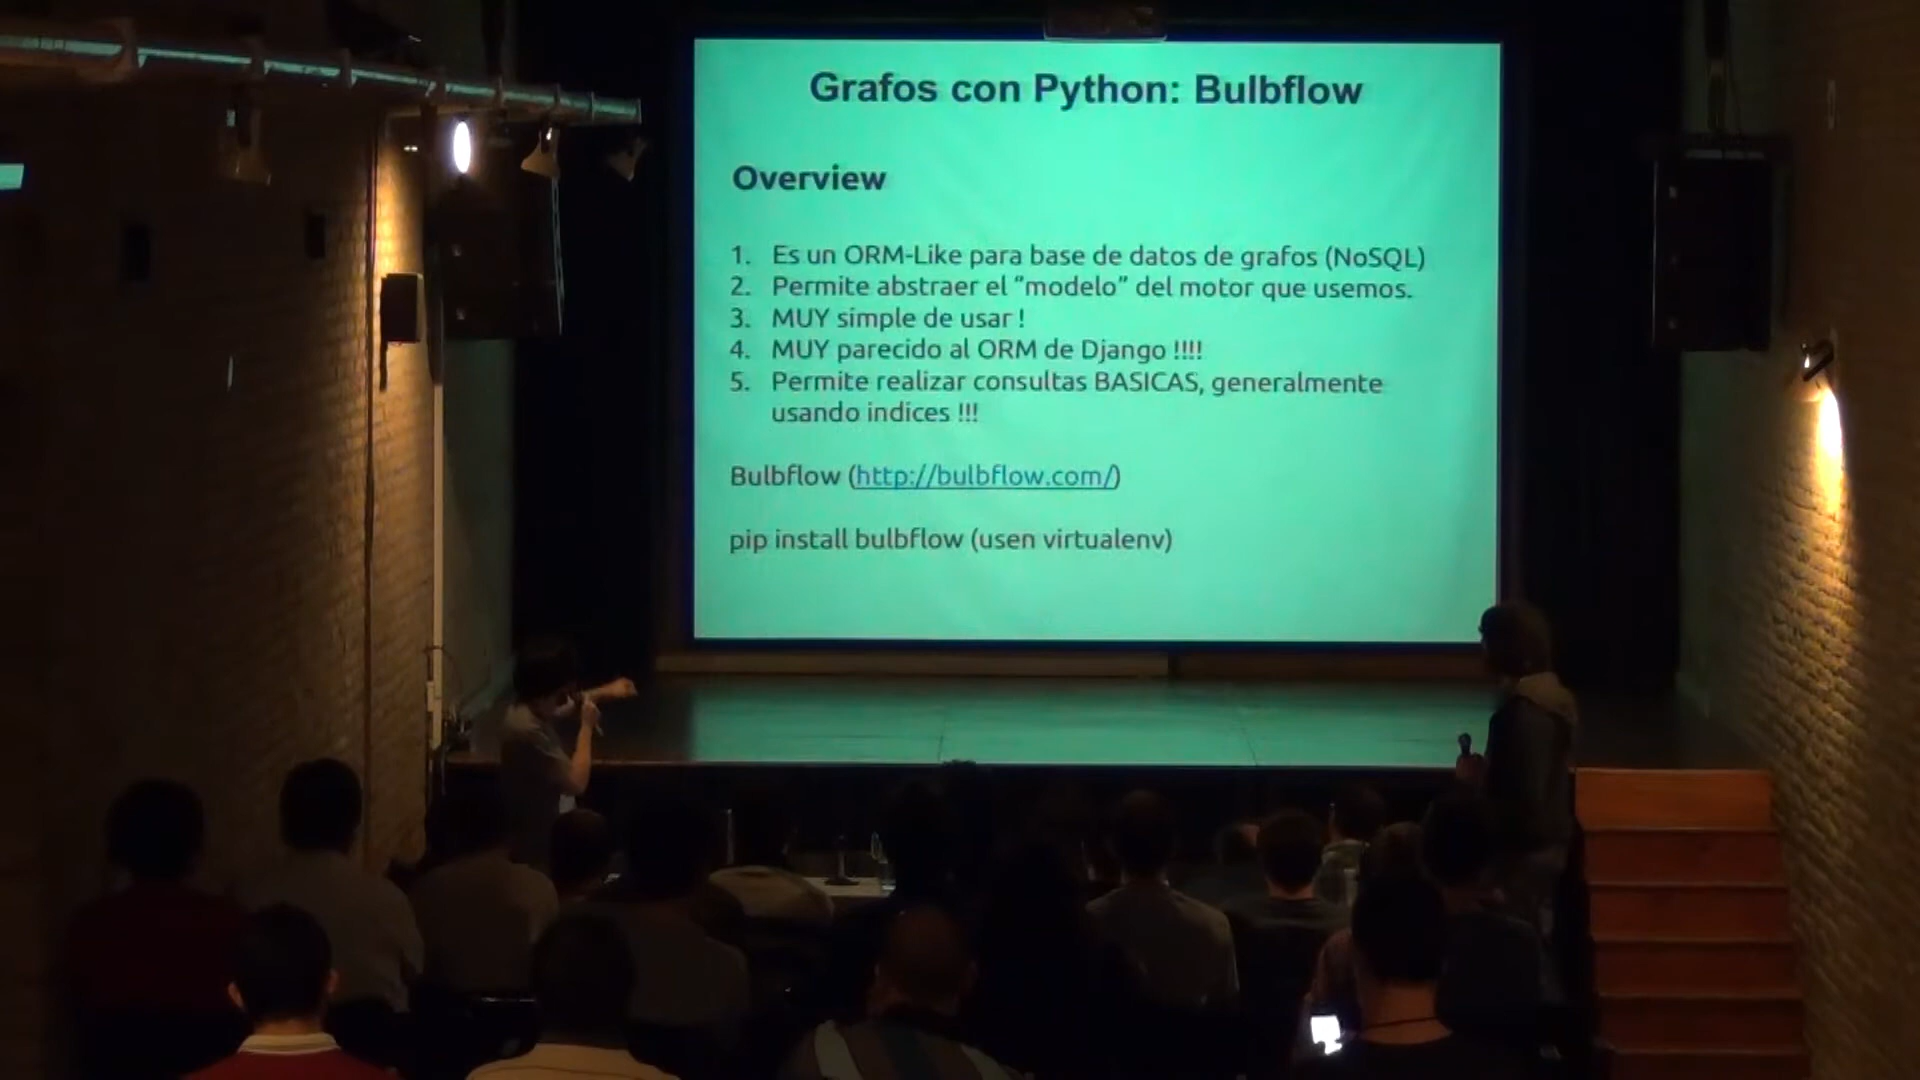 Grafos con Python: Bulbflow
Overview
1. Es un ORM-Like para base de datos de grafos (NoSQL)
2. Permite abstraer el “modelo” del motor que usemos.
3. MUY simple de usar !
4. MUY parecido al ORM de Django !!!!
5. Permite realizar consultas BASICAS, generalmente
usando indices !!!
Bulbflow (http://bulbflow.com/)
pip install bulbflow (usen virtualenv)